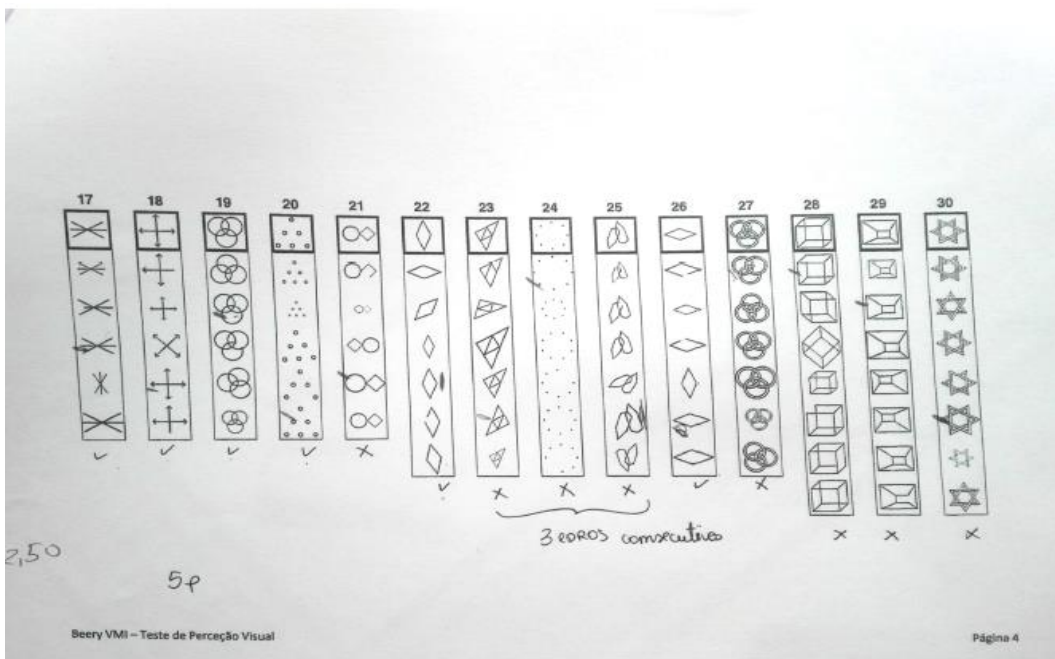 17 18 19 20 21 22 23 24 25 26 27 28 29 30
✓ ✓ ✓ ✓ ✗ ✓ ✗ ✗ ✗ ✓ ✗ ✗ ✗ ✗
3 erros consecutivos
2,50
5p
Beery VMI – Teste de Perceção Visual
Página 4